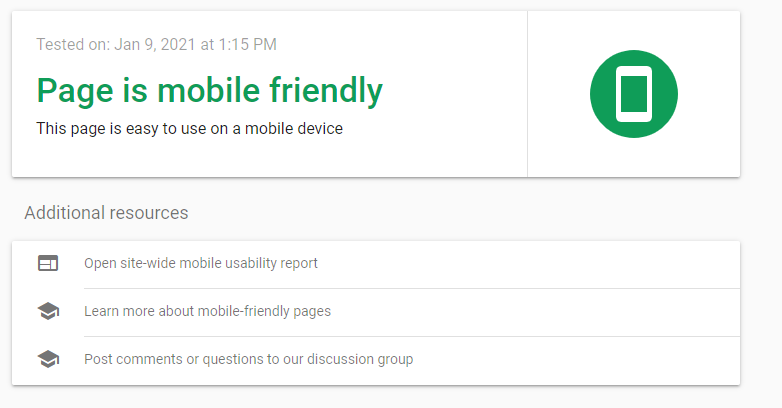 Tested on: Jan 9, 2021 at 1:15 PM
Page is mobile friendly
This page is easy to use on a mobile device
Additional resources
Open site-wide mobile usability report
Learn more about mobile-friendly pages
Post comments or questions to our discussion group